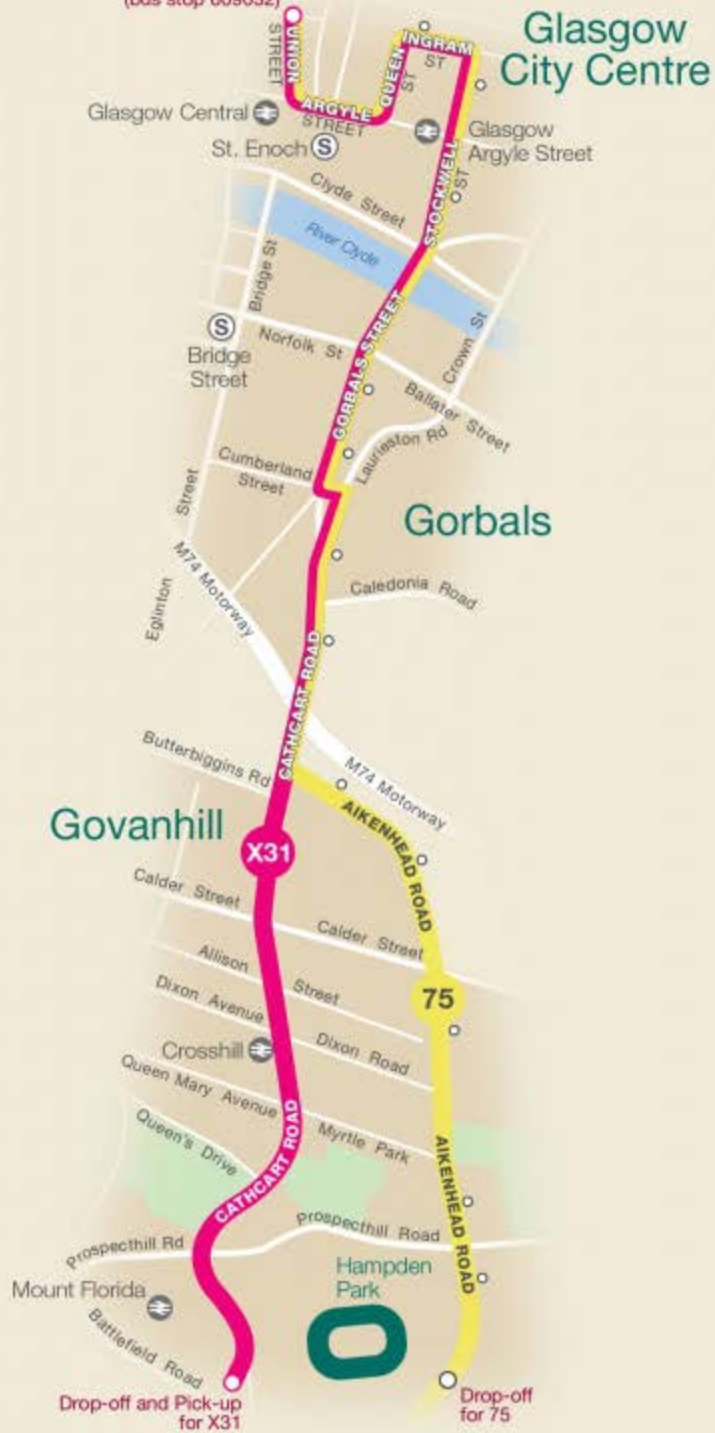 (bus stop 609032)
UNION
STREET
INGRAM
ST
QUEEN
ST
Glasgow
City Centre
Glasgow Central
ARGYLE
STREET
St. Enoch
S
Glasgow
Argyle Street
STOCKWELL
ST
Clyde Street
River Clyde
Bridge St
S
Bridge
Street
Norfolk St
GORBALS STREET
Crown St
Ballater Street
Laurieston Rd
Cumberland
Street
Gorbals
Eglinton Street
M74 Motorway
Caledonia Road
CATHCART ROAD
Butterbiggins Rd
M74 Motorway
AIKENHEAD ROAD
Govanhill
X31
Calder Street
Calder Street
Allison Street
75
Dixon Avenue
Dixon Road
Crosshill
Queen Mary Avenue
Myrtle Park
Queen's Drive
CATHCART ROAD
AIKENHEAD ROAD
Prospecthill Rd
Prospecthill Road
Hampden
Park
Mount Florida
Battlefield Road
Drop-off and Pick-up
for X31
Drop-off
for 75